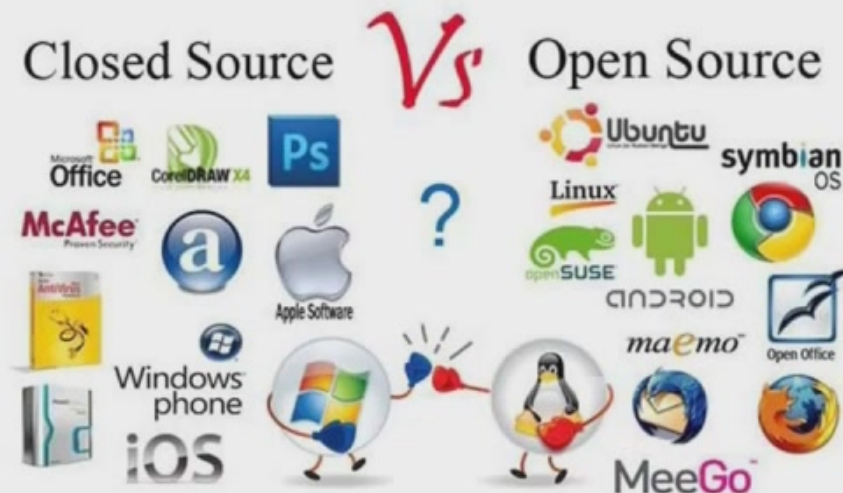 Closed Source
Vs
Open Source
Microsoft
Office
CorelDRAW X4
Ps
Ubuntu
symbian
OS
Linux
McAfee
Proven Security
a
?
openSUSE
ANDROID
AntiVirus
Apple Software
maemo
Open Office
Windows
phone
iOS
MeeGo